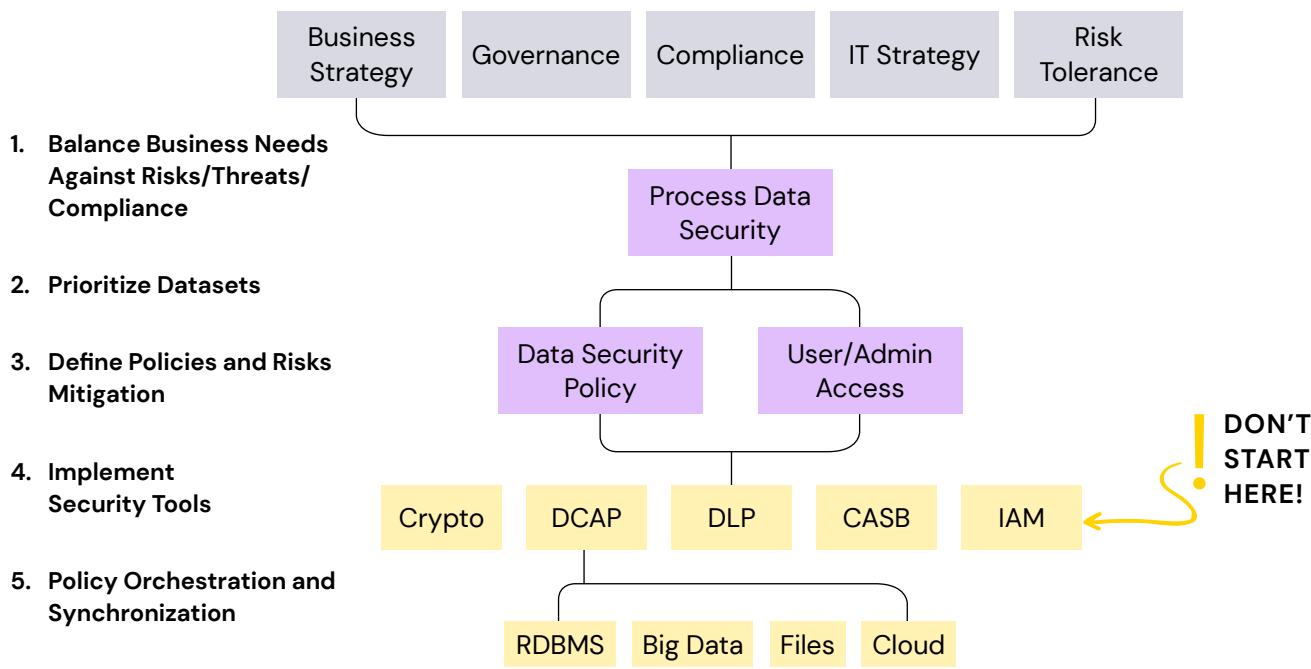 Business
Strategy
Governance
Compliance
IT Strategy
Risk
Tolerance
1. Balance Business Needs
Against Risks/Threats/
Compliance
Process Data
Security
2. Prioritize Datasets
3. Define Policies and Risks
Mitigation
Data Security
Policy
User/Admin
Access
! DON'T
START
HERE!
4. Implement
Security Tools
Crypto
DCAP
DLP
CASB
IAM
5. Policy Orchestration and
Synchronization
RDBMS
Big Data
Files
Cloud